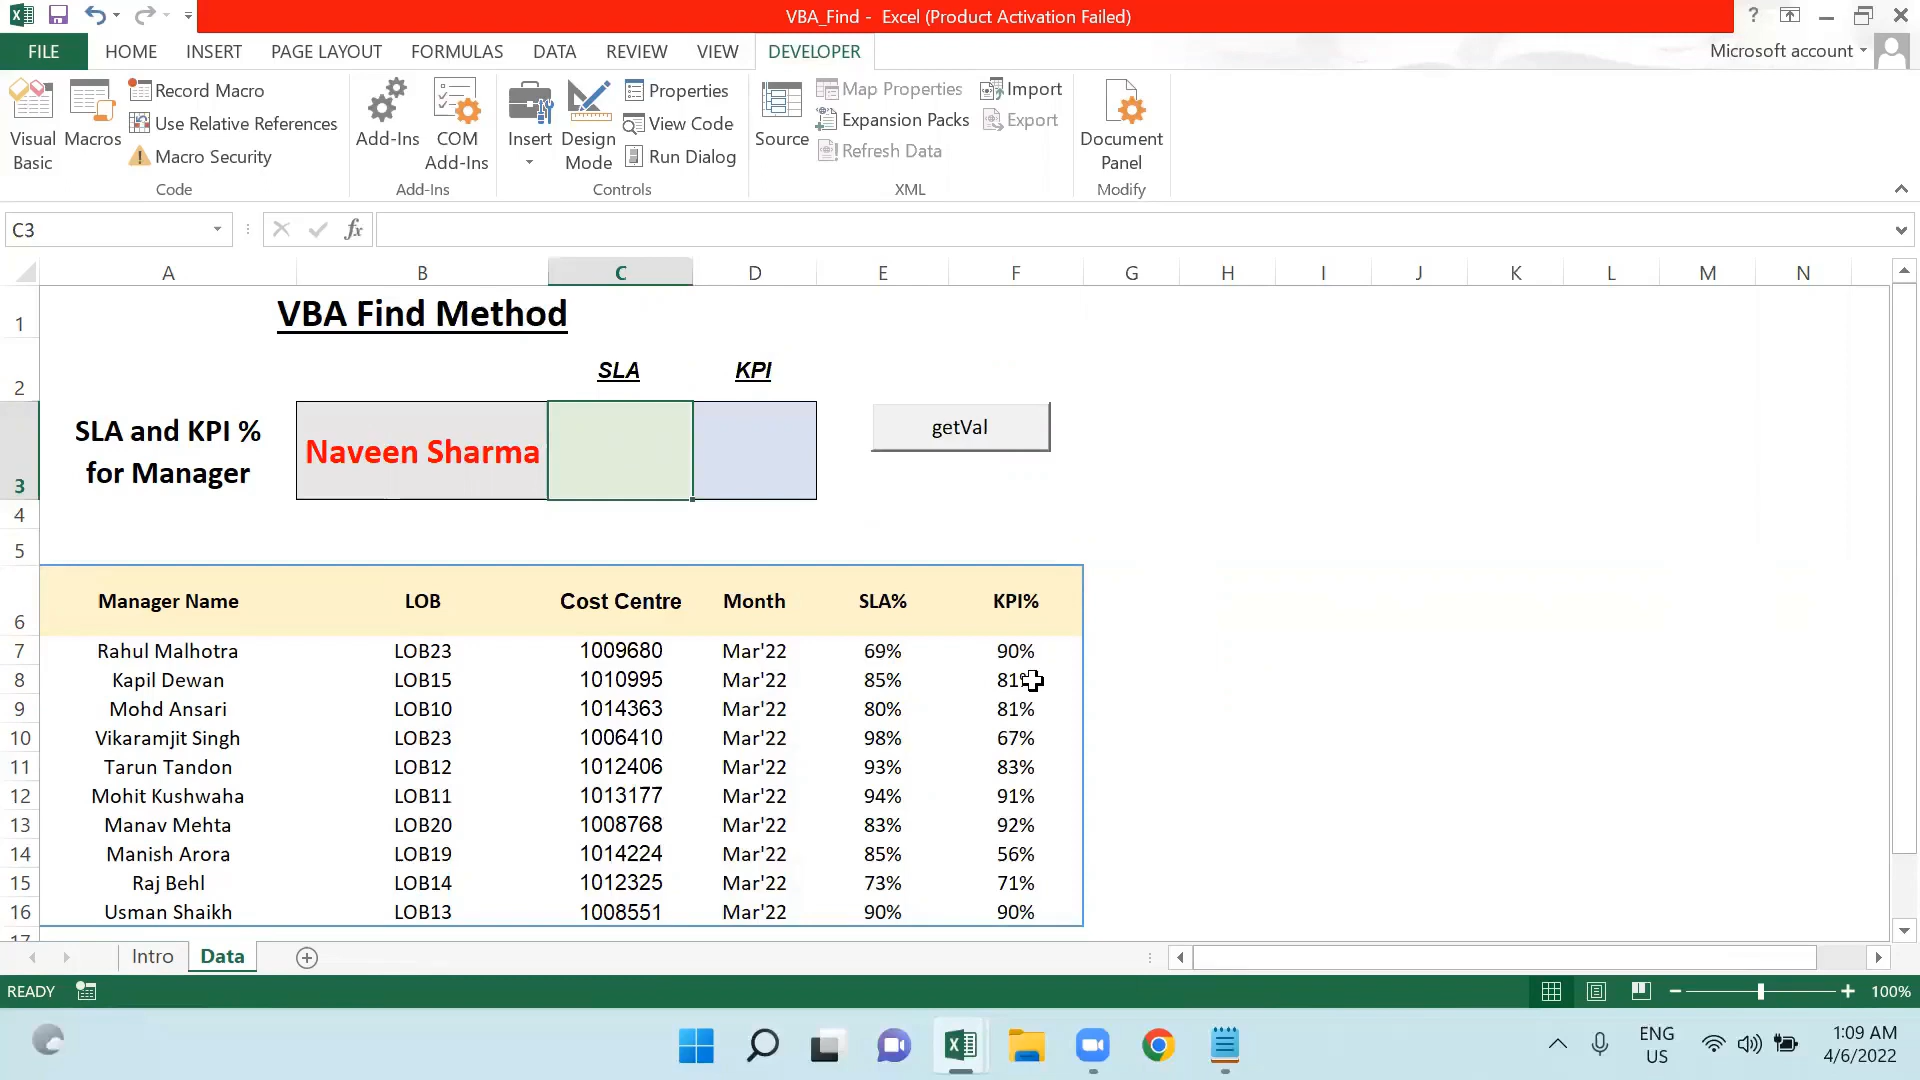 VBA_Find - Excel (Product Activation Failed)
FILE HOME INSERT PAGE LAYOUT FORMULAS DATA REVIEW VIEW DEVELOPER Microsoft account
Visual Basic
Macros
Record Macro
Use Relative References
Macro Security
Code
Add-Ins
COM Add-Ins
Add-Ins
Insert
Design Mode
Properties
View Code
Run Dialog
Controls
Source
Map Properties
Expansion Packs
Refresh Data
Import
Export
XML
Document Panel
Modify
C3 fx
A B C D E F G H I J K L M N
1 VBA Find Method
2 SLA KPI
SLA and KPI %
for Manager
3 Naveen Sharma
getVal
4
5
6 Manager Name LOB Cost Centre Month SLA% KPI%
7 Rahul Malhotra LOB23 1009680 Mar'22 69% 90%
8 Kapil Dewan LOB15 1010995 Mar'22 85% 81%
9 Mohd Ansari LOB10 1014363 Mar'22 80% 81%
10 Vikaramjit Singh LOB23 1006410 Mar'22 98% 67%
11 Tarun Tandon LOB12 1012406 Mar'22 93% 83%
12 Mohit Kushwaha LOB11 1013177 Mar'22 94% 91%
13 Manav Mehta LOB20 1008768 Mar'22 83% 92%
14 Manish Arora LOB19 1014224 Mar'22 85% 56%
15 Raj Behl LOB14 1012325 Mar'22 73% 71%
16 Usman Shaikh LOB13 1008551 Mar'22 90% 90%
17
Intro Data
READY 100%
ENG
US
1:09 AM
4/6/2022